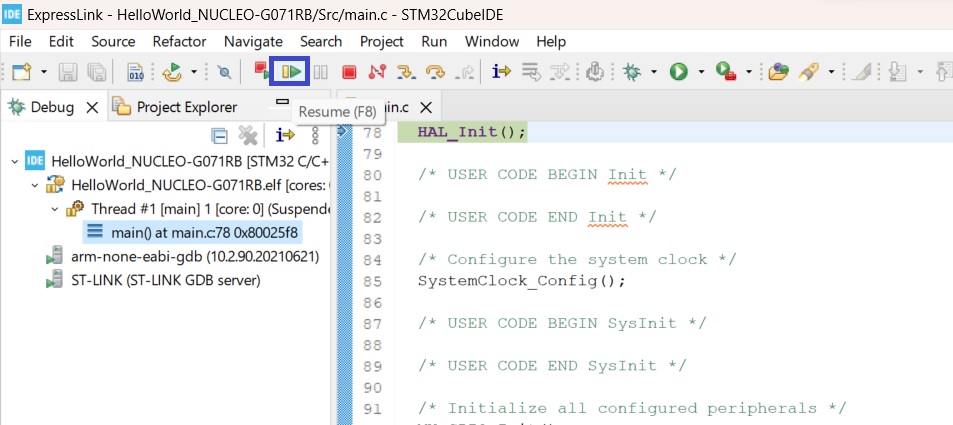 IDE ExpressLink - HelloWorld_NUCLEO-G071RB/Src/main.c - STM32CubeIDE
File Edit Source Refactor Navigate Search Project Run Window Help
010
Debug Project Explorer in.c
Resume (F8)
78 HAL_Init();
79
80 /* USER CODE BEGIN Init */
81
82 /* USER CODE END Init */
83
84 /* Configure the system clock */
85 SystemClock_Config();
86
87 /* USER CODE BEGIN SysInit */
88
89 /* USER CODE END SysInit */
90
91 /* Initialize all configured peripherals */
IDE HelloWorld_NUCLEO-G071RB [STM32 C/C+
HelloWorld_NUCLEO-G071RB.elf [cores:
Thread #1 [main] 1 [core: 0] (Suspende
main() at main.c:78 0x80025f8
arm-none-eabi-gdb (10.2.90.20210621)
ST-LINK (ST-LINK GDB server)